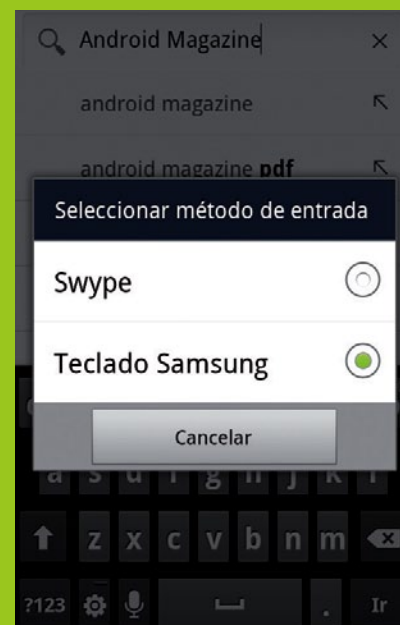 Android Magazine
android magazine
android magazine pdf
Seleccionar método de entrada
Swype
Teclado Samsung
Cancelar
a s d f g h j k l
z x c v b n m
?123 . Ir